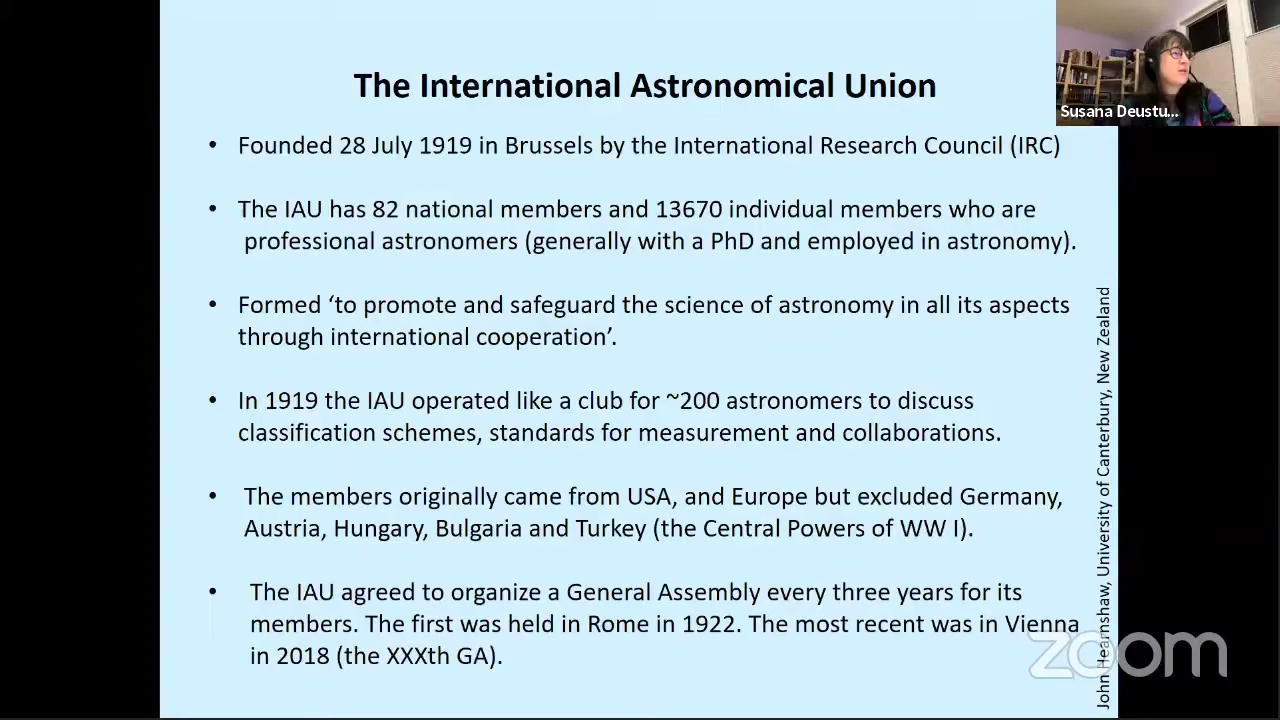 The International Astronomical Union
Susana Deustu...
• Founded 28 July 1919 in Brussels by the International Research Council (IRC)
• The IAU has 82 national members and 13670 individual members who are
professional astronomers (generally with a PhD and employed in astronomy).
• Formed ‘to promote and safeguard the science of astronomy in all its aspects
through international cooperation’.
• In 1919 the IAU operated like a club for ~200 astronomers to discuss
classification schemes, standards for measurement and collaborations.
• The members originally came from USA, and Europe but excluded Germany,
Austria, Hungary, Bulgaria and Turkey (the Central Powers of WW I).
• The IAU agreed to organize a General Assembly every three years for its
members. The first was held in Rome in 1922. The most recent was in Vienna
in 2018 (the XXXth GA).
John Hearnshaw, University of Canterbury, New Zealand
zoom